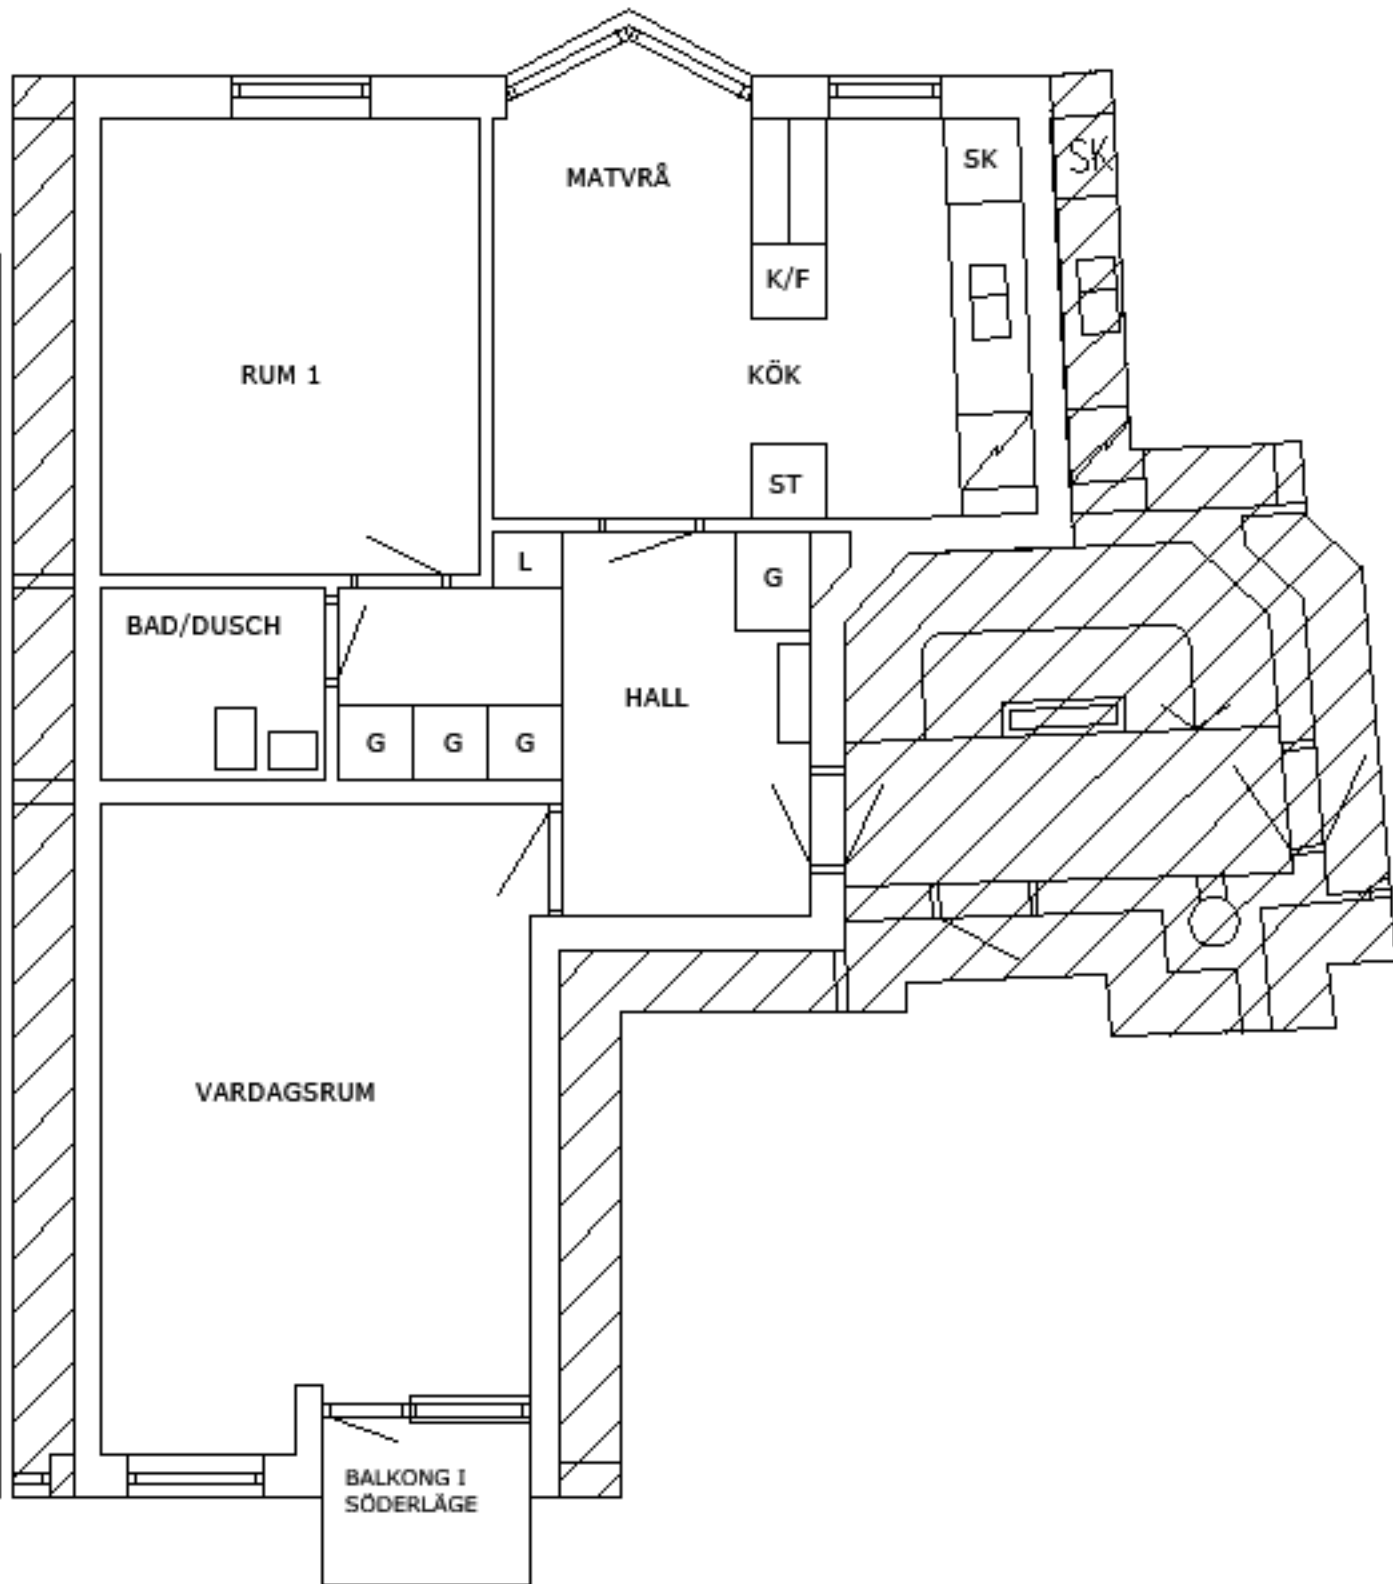 MATVRÅ
SK
SK
K/F
RUM 1
KÖK
ST
L
G
BAD/DUSCH
HALL
G
G
G
VARDAGSRUM
BALKONG I
SÖDERLÄGE